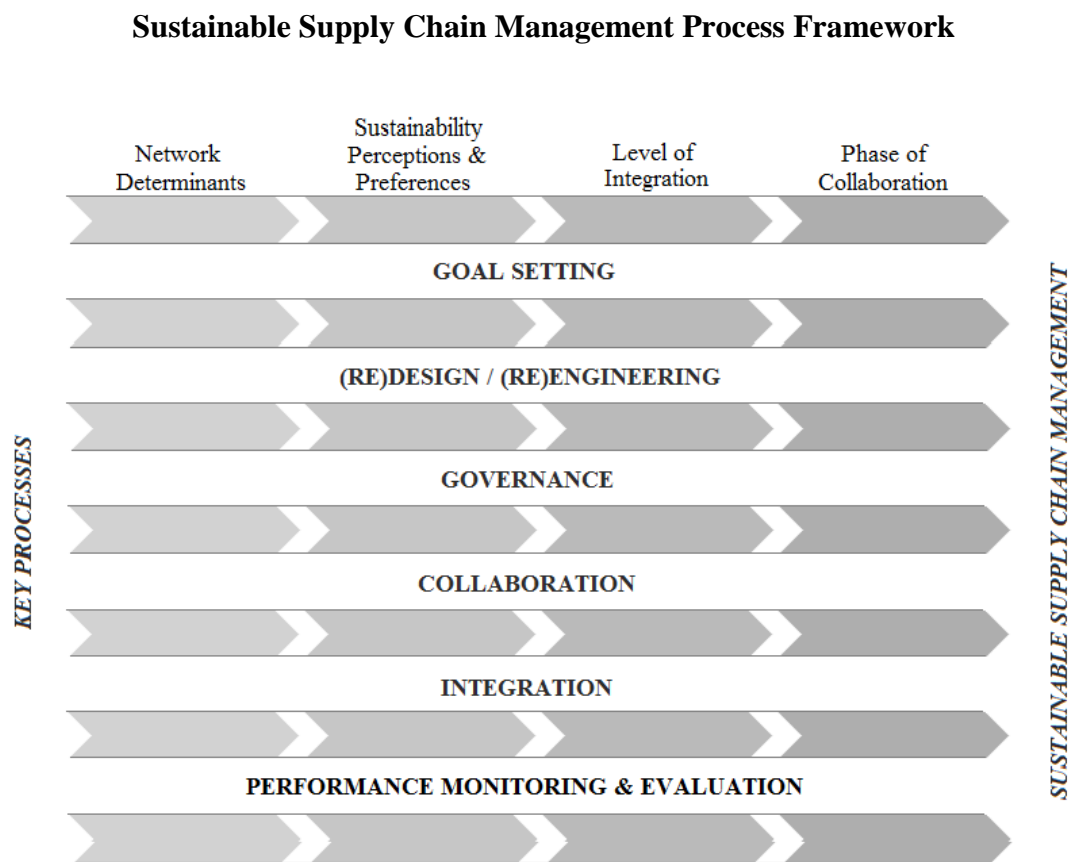 Sustainable Supply Chain Management Process Framework
Network
Determinants
Sustainability
Perceptions &
Preferences
Level of
Integration
Phase of
Collaboration
GOAL SETTING
(RE)DESIGN / (RE)ENGINEERING
GOVERNANCE
COLLABORATION
INTEGRATION
PERFORMANCE MONITORING & EVALUATION
KEY PROCESSES
SUSTAINABLE SUPPLY CHAIN MANAGEMENT